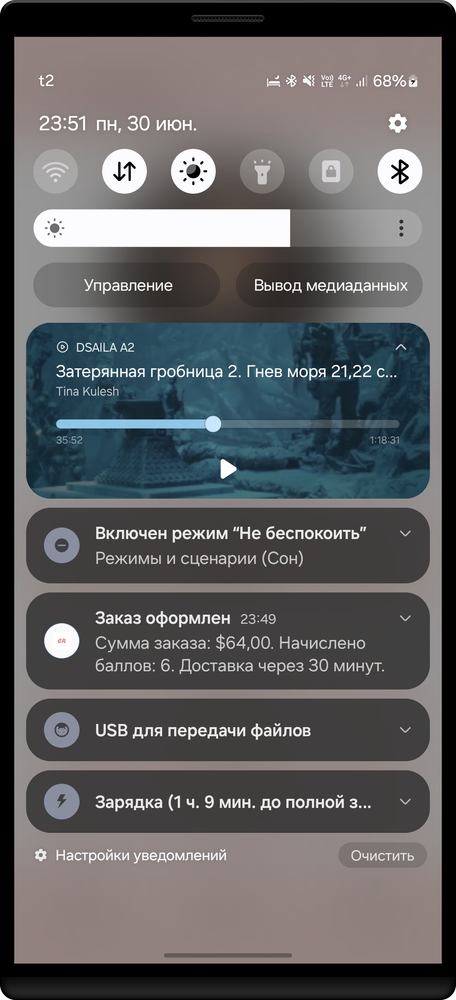 t2
Vo)) LTE 4G+ 68%
23:51 пн, 30 июн.
Управление
Вывод медиаданных
DSAILA A2
Затерянная гробница 2. Гнев моря 21,22 с...
Tina Kulesh
35:52
1:18:31
Включен режим “Не беспокоить”
Режимы и сценарии (Сон)
Заказ оформлен 23:49
CR
Сумма заказа: $64,00. Начислено
баллов: 6. Доставка через 30 минут.
USB для передачи файлов
Зарядка (1 ч. 9 мин. до полной з...
Настройки уведомлений
Очистить